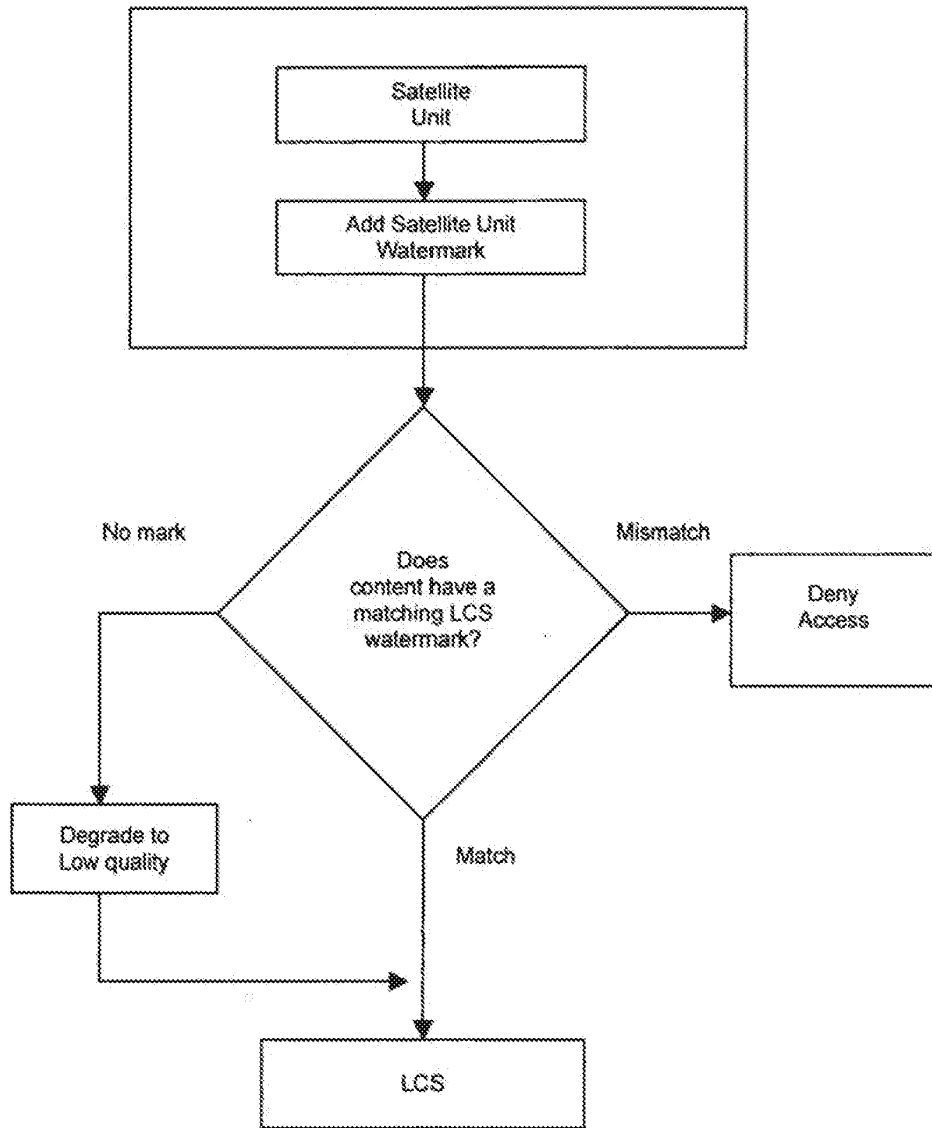 Satellite
Unit
Add Satellite Unit
Watermark
No mark
Mismatch
Does
content have a
matching LCS
watermark?
Deny
Access
Degrade to
Low quality
Match
LCS